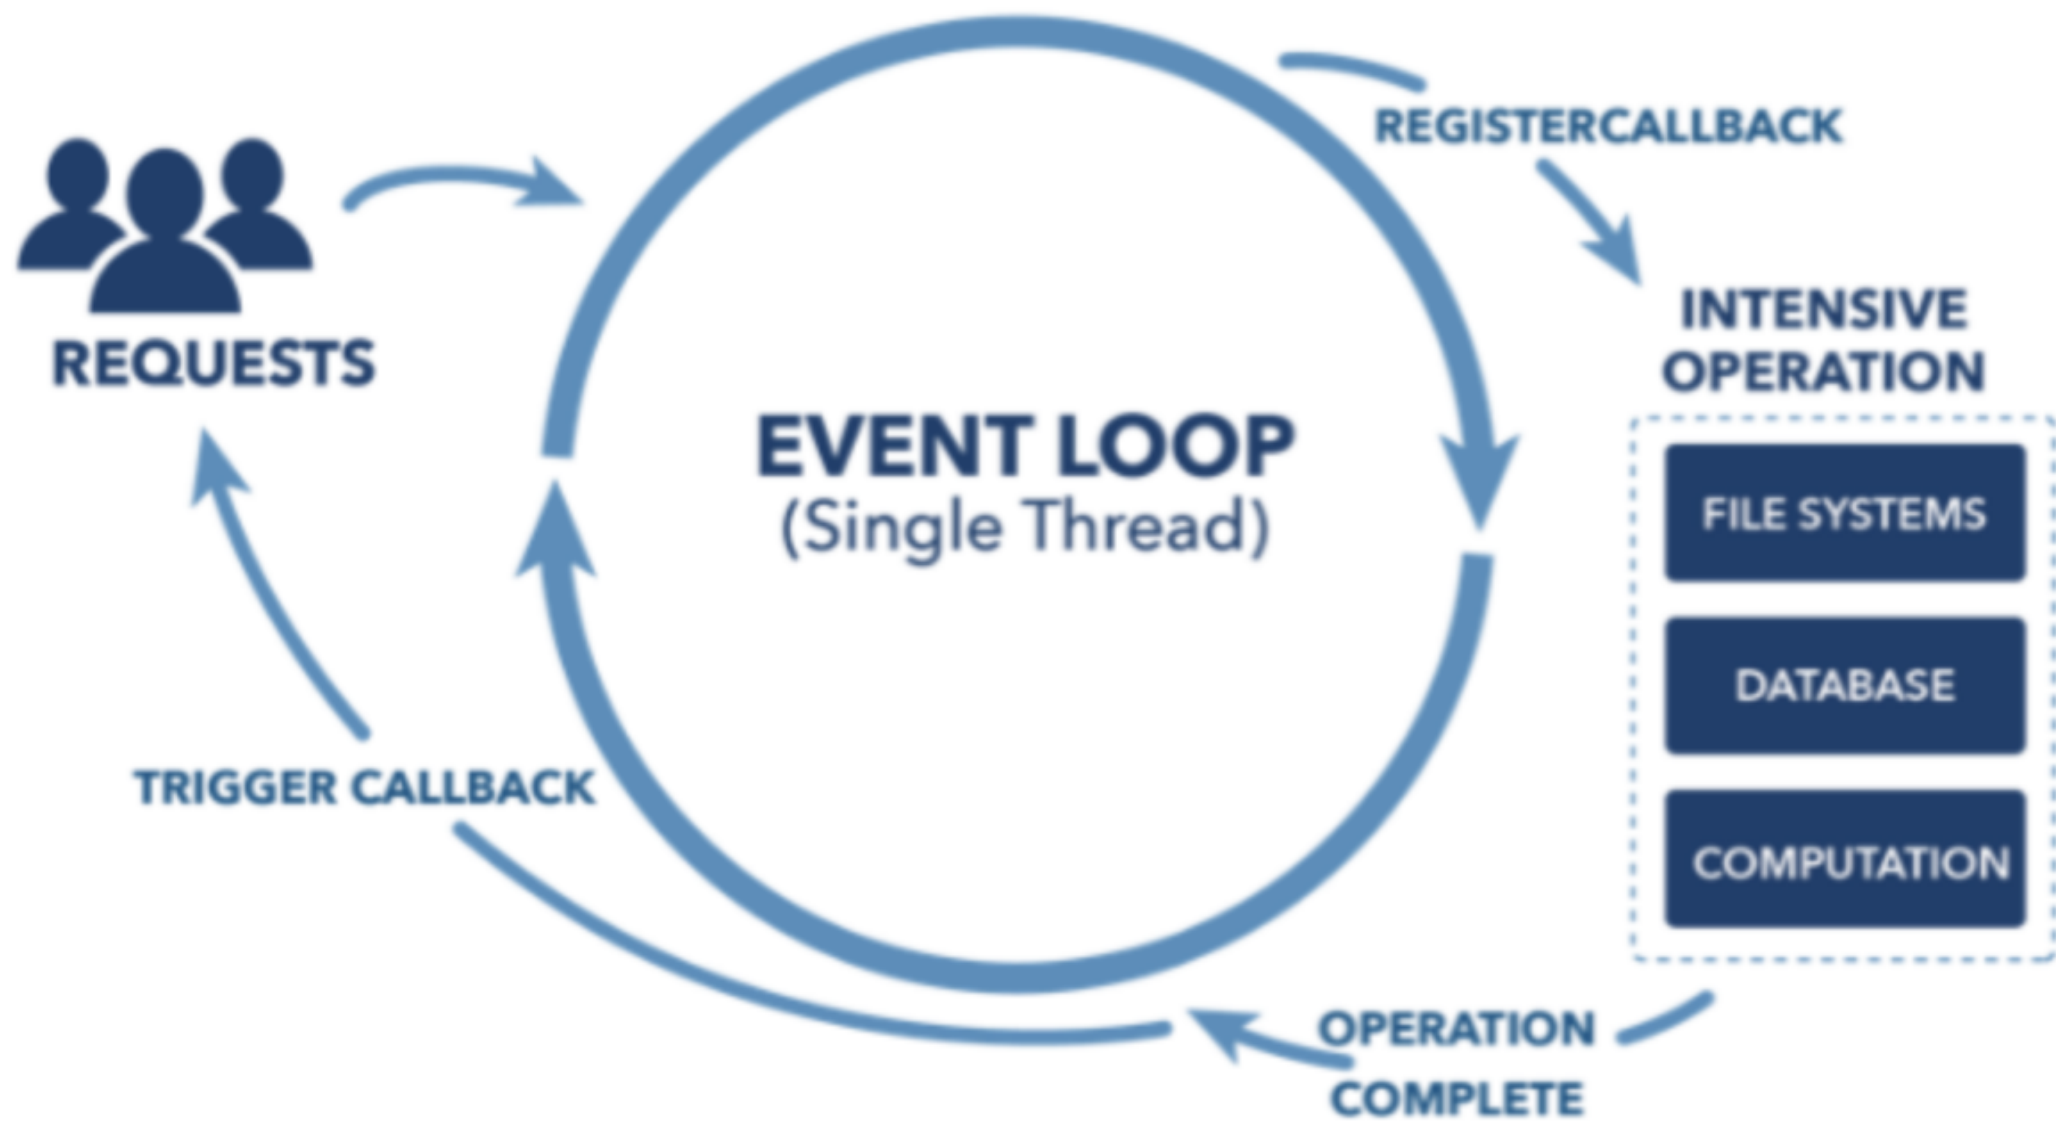 REGISTERCALLBACK
REQUESTS
EVENT LOOP
(Single Thread)
INTENSIVE
OPERATION
FILE SYSTEMS
DATABASE
COMPUTATION
TRIGGER CALLBACK
OPERATION
COMPLETE